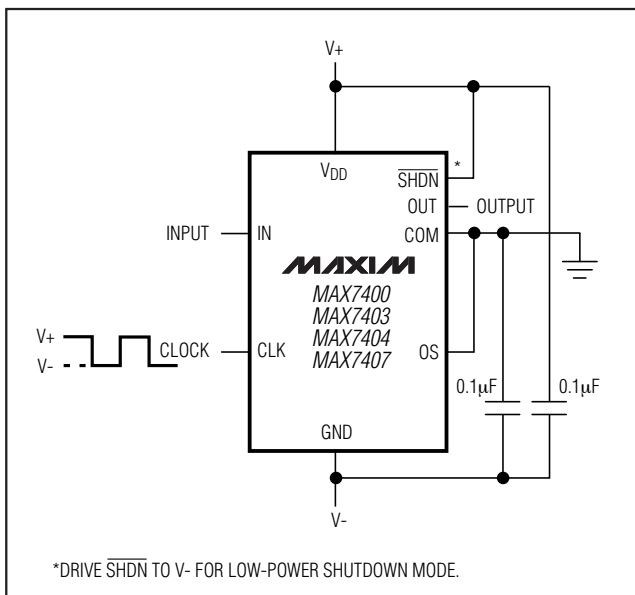 V+
*
VDD
SHDN
OUT
OUTPUT
INPUT
IN
COM
MAXIM
MAX7400
MAX7403
MAX7404
MAX7407
V+
V-
CLOCK
CLK
OS
0.1µF
0.1µF
GND
V-
*DRIVE SHDN TO V- FOR LOW-POWER SHUTDOWN MODE.